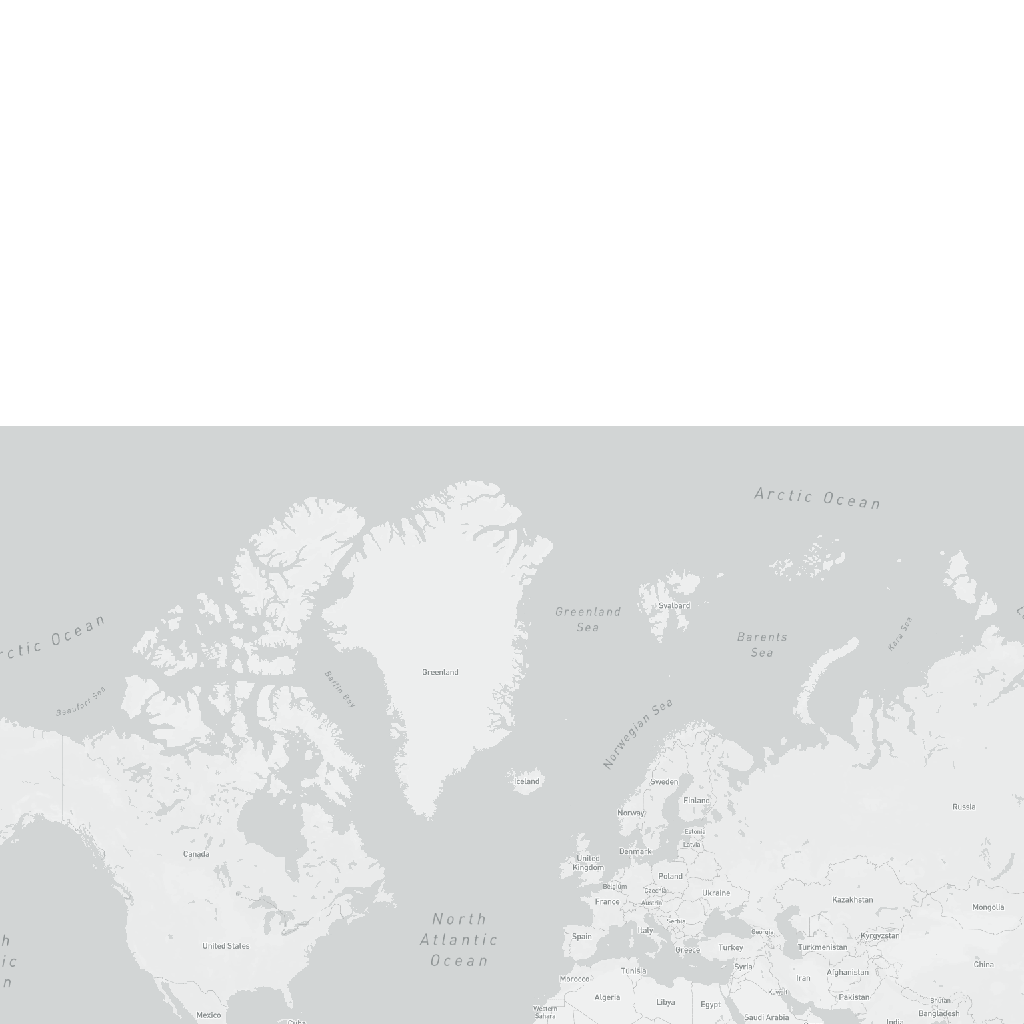 Arctic Ocean
Svalbard
Greenland
Sea
Barents
Sea
Kara Sea
rctic Ocean
Greenland
Baffin Bay
Beaufort Sea
Norwegian Sea
Iceland
Sweden
Finland
Norway
Russia
Estonia
Latvia
Denmark
Canada
United
Kingdom
Poland
Belgium
Czechia
Ukraine
France
Austria
Kazakhstan
Mongolia
North
Atlantic
Ocean
Serbia
Italy
Georgia
Spain
Kyrgyzstan
United States
Greece
Turkey
Turkmenistan
China
Syria
Tunisia
Afghanistan
Morocco
Iran
Kuwait
Algeria
Libya
Egypt
Pakistan
Bhutan
Western
Sahara
Mexico
Saudi Arabia
Bangladesh
India
Cuba
h
ic
n